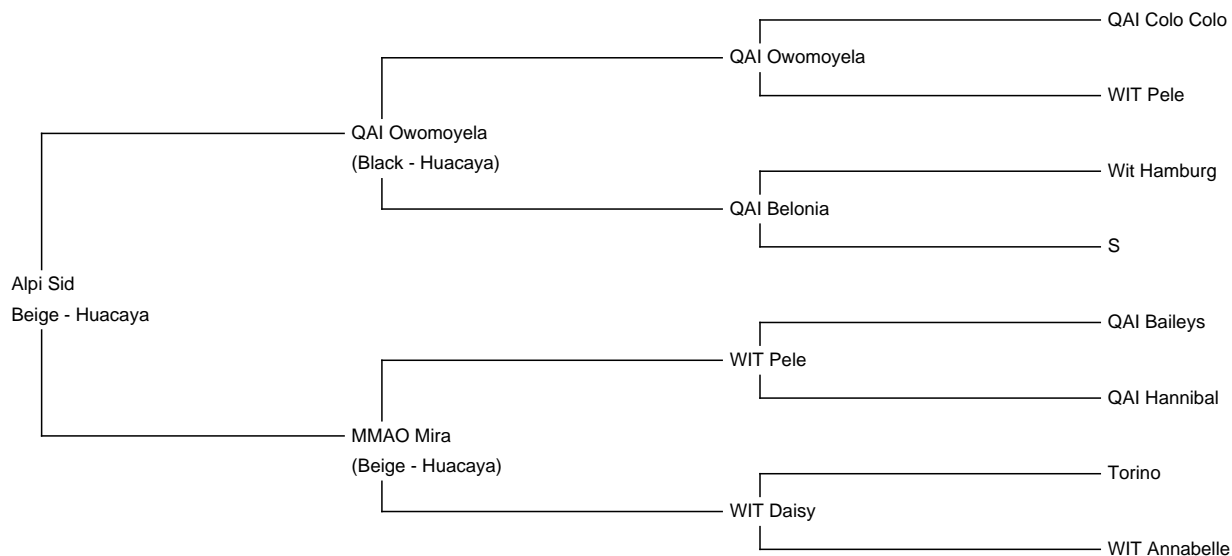 QAI Colo Colo
QAI Owomoyela
WIT Pele
QAI Owomoyela
(Black - Huacaya)
Wit Hamburg
QAI Belonia
S
Alpi Sid
Beige - Huacaya
QAI Baileys
WIT Pele
QAI Hannibal
MMAO Mira
(Beige - Huacaya)
Torino
WIT Daisy
WIT Annabelle